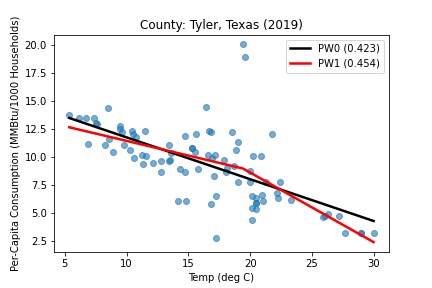 County: Tyler, Texas (2019)
PW0 (0.423)
PW1 (0.454)
Per-Capita Consumption (MMBtu/1000 Households)
20.0
17.5
15.0
12.5
10.0
7.5
5.0
2.5
5 10 15 20 25 30
Temp (deg C)